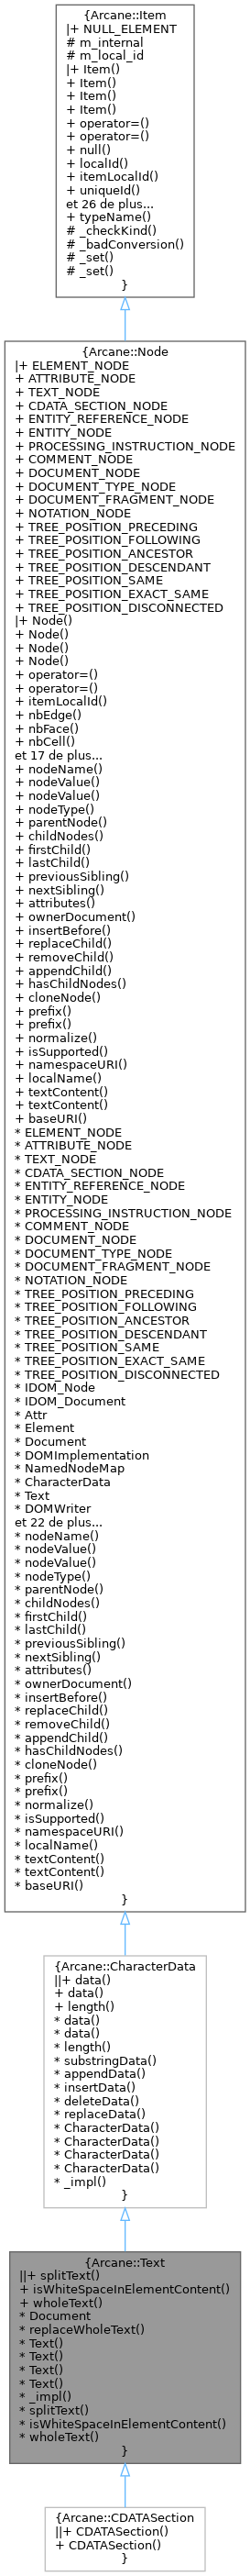 {Arcane::Item
|+ NULL_ELEMENT
# m_internal
# m_local_id
|+ Item()
+ Item()
+ Item()
+ Item()
+ operator=()
+ operator=()
+ null()
+ localId()
+ itemLocalId()
+ uniqueId()
et 26 de plus...
+ typeName()
# _checkKind()
# _badConversion()
# _set()
# _set()
}
{Arcane::Node
|+ ELEMENT_NODE
+ ATTRIBUTE_NODE
+ TEXT_NODE
+ CDATA_SECTION_NODE
+ ENTITY_REFERENCE_NODE
+ ENTITY_NODE
+ PROCESSING_INSTRUCTION_NODE
+ COMMENT_NODE
+ DOCUMENT_NODE
+ DOCUMENT_TYPE_NODE
+ DOCUMENT_FRAGMENT_NODE
+ NOTATION_NODE
+ TREE_POSITION_PRECEDING
+ TREE_POSITION_FOLLOWING
+ TREE_POSITION_ANCESTOR
+ TREE_POSITION_DESCENDANT
+ TREE_POSITION_SAME
+ TREE_POSITION_EXACT_SAME
+ TREE_POSITION_DISCONNECTED
|+ Node()
+ Node()
+ Node()
+ Node()
+ operator=()
+ operator=()
+ itemLocalId()
+ nbEdge()
+ nbFace()
+ nbCell()
et 17 de plus...
+ nodeName()
+ nodeValue()
+ nodeValue()
+ nodeType()
+ parentNode()
+ childNodes()
+ firstChild()
+ lastChild()
+ previousSibling()
+ nextSibling()
+ attributes()
+ ownerDocument()
+ insertBefore()
+ replaceChild()
+ removeChild()
+ appendChild()
+ hasChildNodes()
+ cloneNode()
+ prefix()
+ prefix()
+ normalize()
+ isSupported()
+ namespaceURI()
+ localName()
+ textContent()
+ textContent()
+ baseURI()
* ELEMENT_NODE
* ATTRIBUTE_NODE
* TEXT_NODE
* CDATA_SECTION_NODE
* ENTITY_REFERENCE_NODE
* ENTITY_NODE
* PROCESSING_INSTRUCTION_NODE
* COMMENT_NODE
* DOCUMENT_NODE
* DOCUMENT_TYPE_NODE
* DOCUMENT_FRAGMENT_NODE
* NOTATION_NODE
* TREE_POSITION_PRECEDING
* TREE_POSITION_FOLLOWING
* TREE_POSITION_ANCESTOR
* TREE_POSITION_DESCENDANT
* TREE_POSITION_SAME
* TREE_POSITION_EXACT_SAME
* TREE_POSITION_DISCONNECTED
* IDOM_Node
* IDOM_Document
* Attr
* Element
* Document
* DOMImplementation
* NamedNodeMap
* CharacterData
* Text
* DOMWriter
et 22 de plus...
* nodeName()
* nodeValue()
* nodeValue()
* nodeType()
* parentNode()
* childNodes()
* firstChild()
* lastChild()
* previousSibling()
* nextSibling()
* attributes()
* ownerDocument()
* insertBefore()
* replaceChild()
* removeChild()
* appendChild()
* hasChildNodes()
* cloneNode()
* prefix()
* prefix()
* normalize()
* isSupported()
* namespaceURI()
* localName()
* textContent()
* textContent()
* baseURI()
}
{Arcane::CharacterData
||+ data()
+ data()
+ length()
* data()
* data()
* length()
* substringData()
* appendData()
* insertData()
* deleteData()
* replaceData()
* CharacterData()
* CharacterData()
* CharacterData()
* CharacterData()
* _impl()
}
{Arcane::Text
||+ splitText()
+ isWhiteSpaceInElementContent()
+ wholeText()
* Document
* replaceWholeText()
* Text()
* Text()
* Text()
* Text()
* _impl()
* splitText()
* isWhiteSpaceInElementContent()
* wholeText()
}
{Arcane::CDATASection
||+ CDATASection()
+ CDATASection()
}